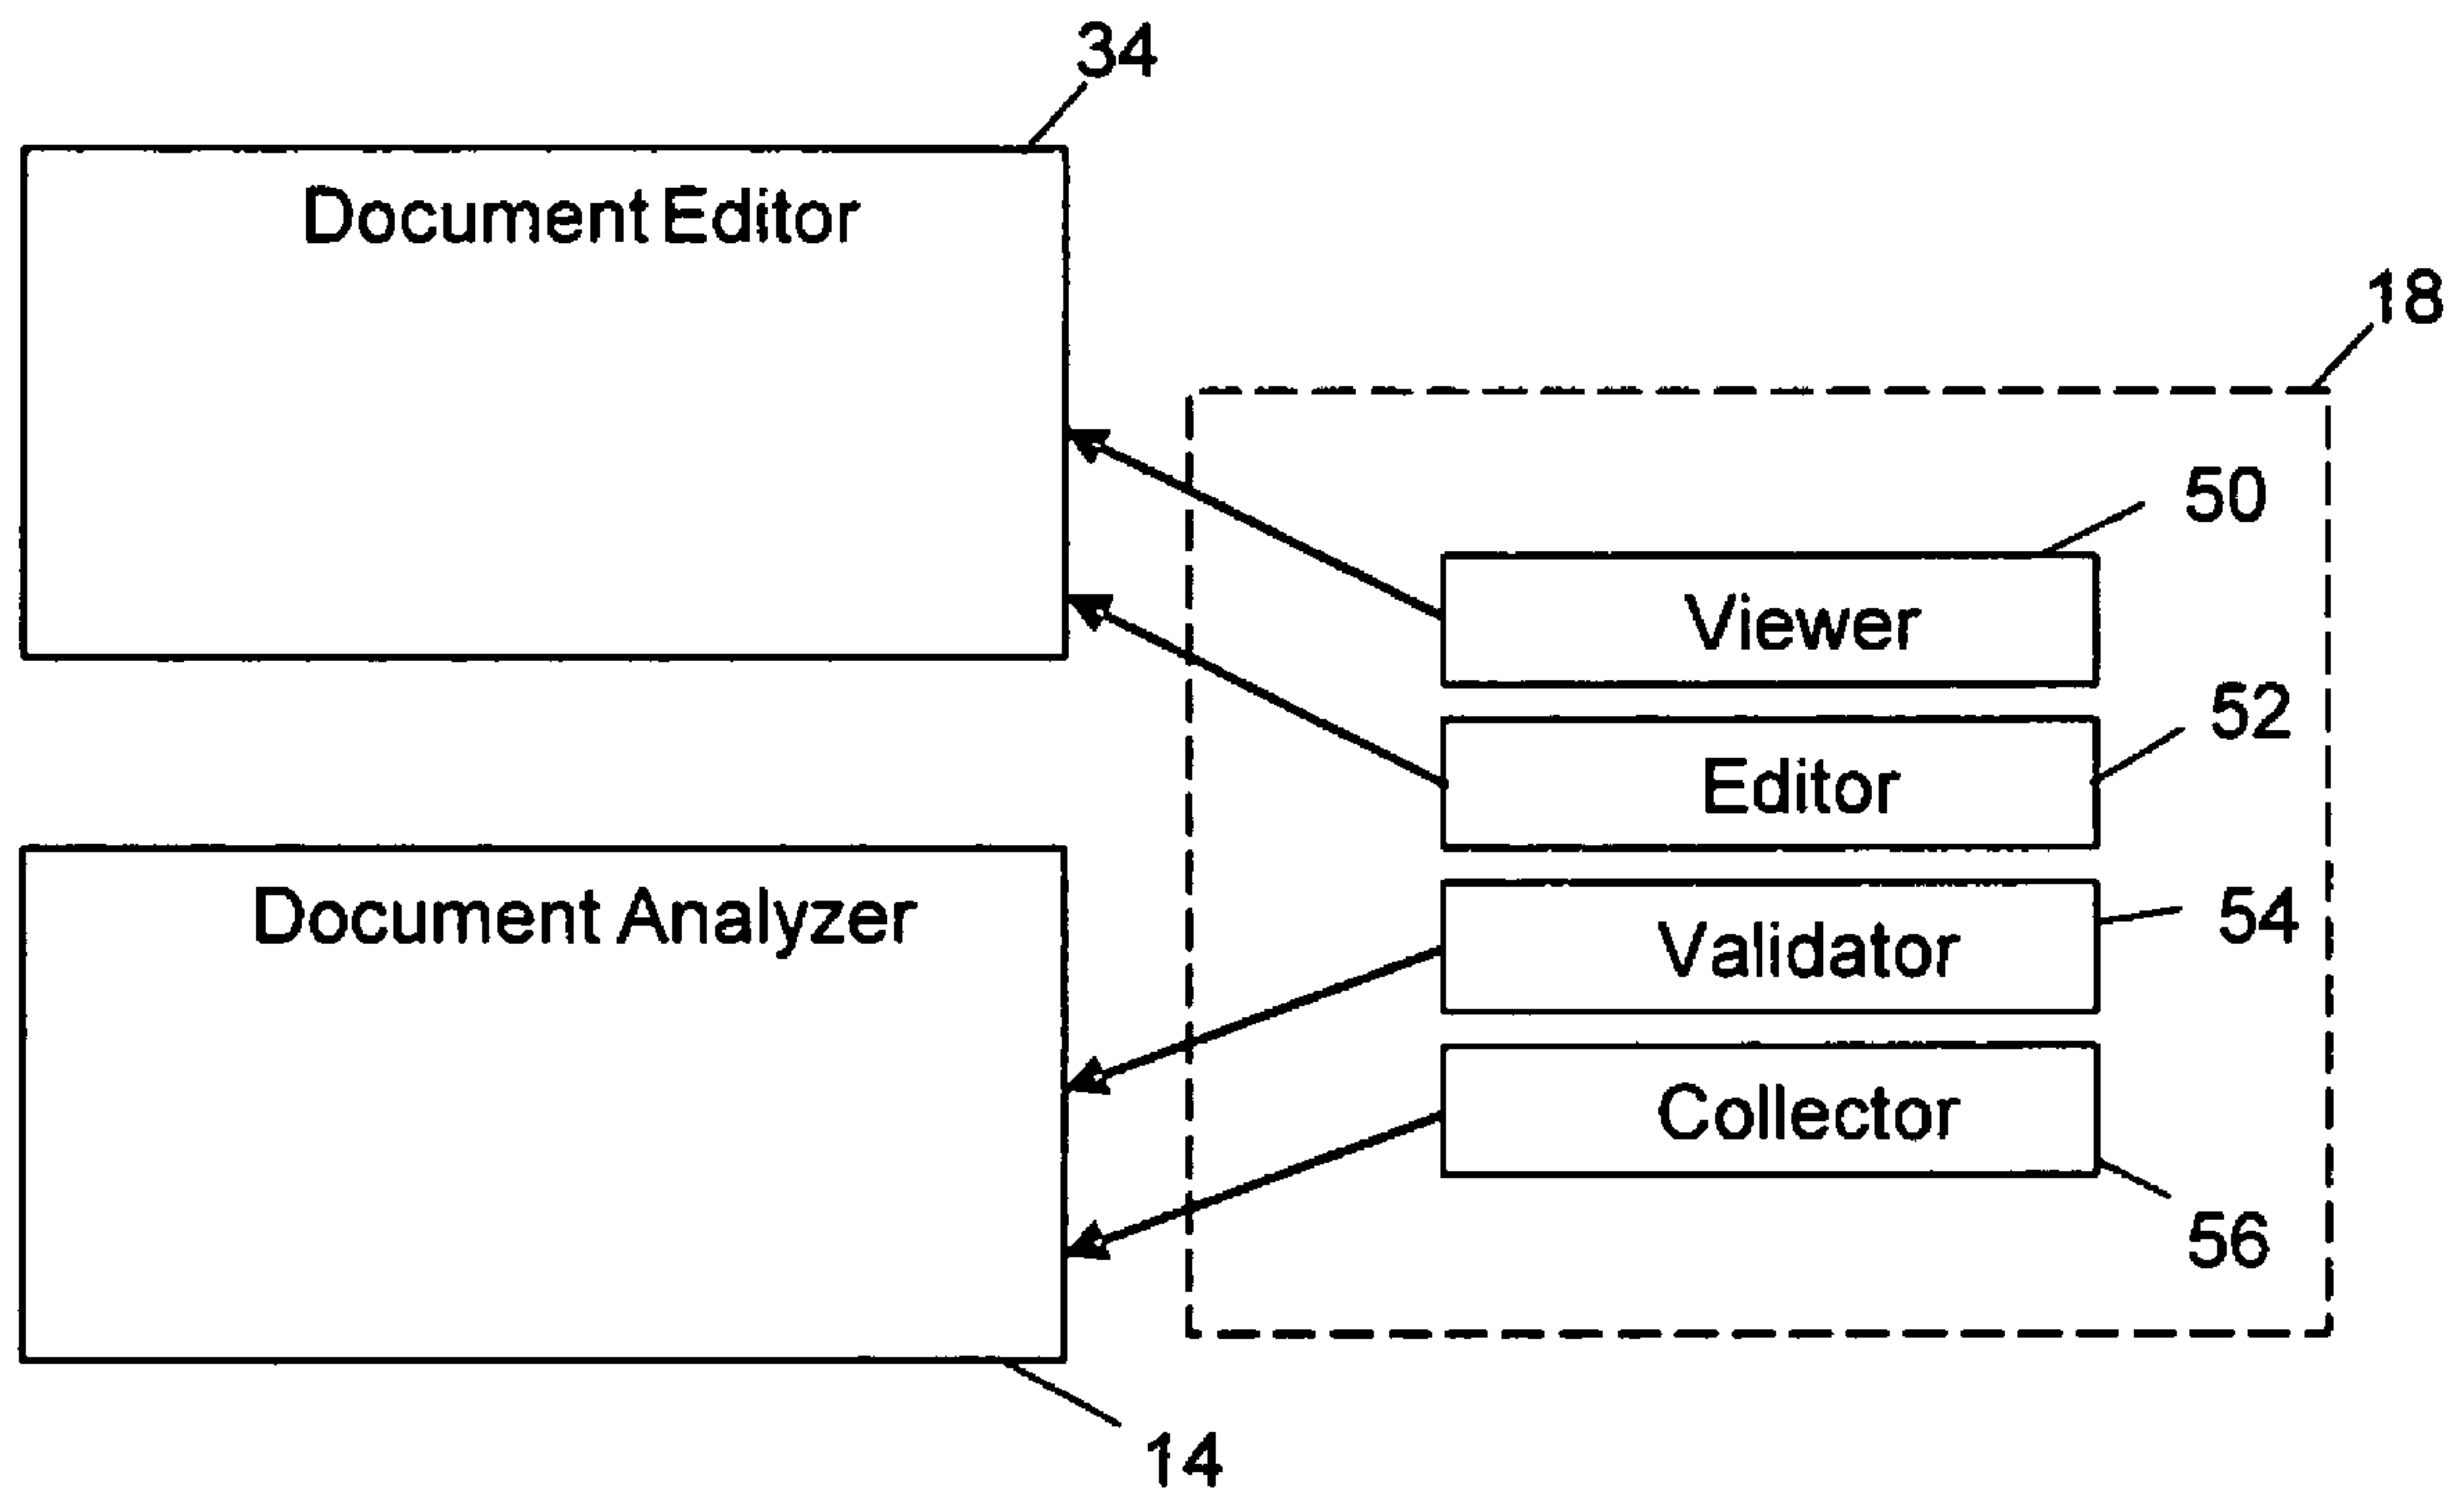 34
Document Editor
18
50
Viewer
52
Editor
Document Analyzer
54
Validator
Collector
56
14